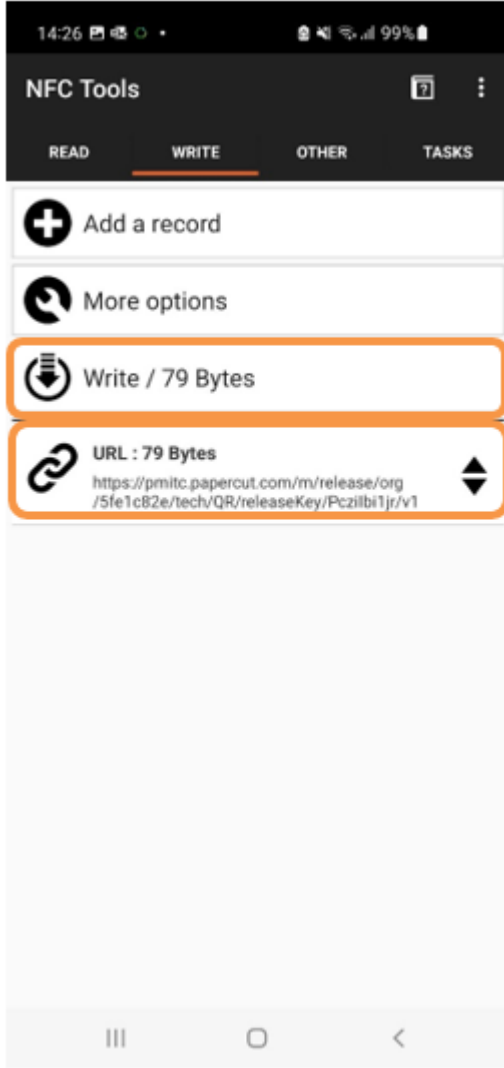 14:26 99%
NFC Tools
READ WRITE OTHER TASKS
Add a record
More options
Write / 79 Bytes
URL : 79 Bytes
https://pmitc.papercut.com/m/release/org
/5fe1c82e/tech/QR/releaseKey/Pczilbi1jr/v1